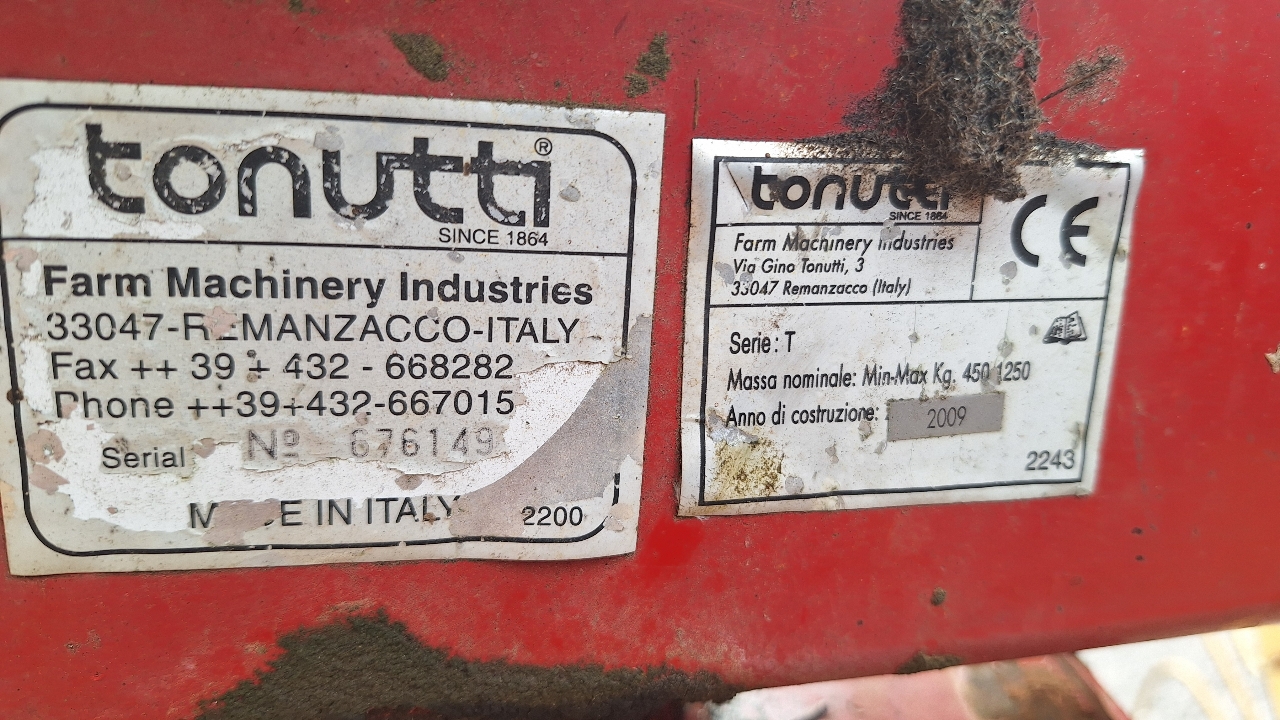 tonutti®
SINCE 1864
Farm Machinery Industries
33047-REMANZACCO-ITALY
Fax ++ 39 + 432 - 668282
Phone ++39+432-667015
Serial Nº 676149
MADE IN ITALY 2200
tonutti
SINCE 1864
CE
Farm Machinery Industries
Via Gino Tonutti, 3
33047 Remanzacco (Italy)
Serie: T
Massa nominale: Min-Max Kg. 450 1250
Anno di costruzione: 2009
2243